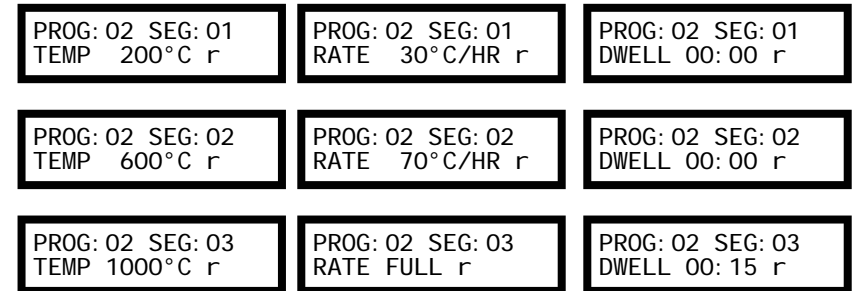 PROG:02 SEG:01
TEMP 200°C r
PROG:02 SEG:01
RATE 30°C/HR r
PROG:02 SEG:01
DWELL 00:00 r
PROG:02 SEG:02
TEMP 600°C r
PROG:02 SEG:02
RATE 70°C/HR r
PROG:02 SEG:02
DWELL 00:00 r
PROG:02 SEG:03
TEMP 1000°C r
PROG:02 SEG:03
RATE FULL r
PROG:02 SEG:03
DWELL 00:15 r